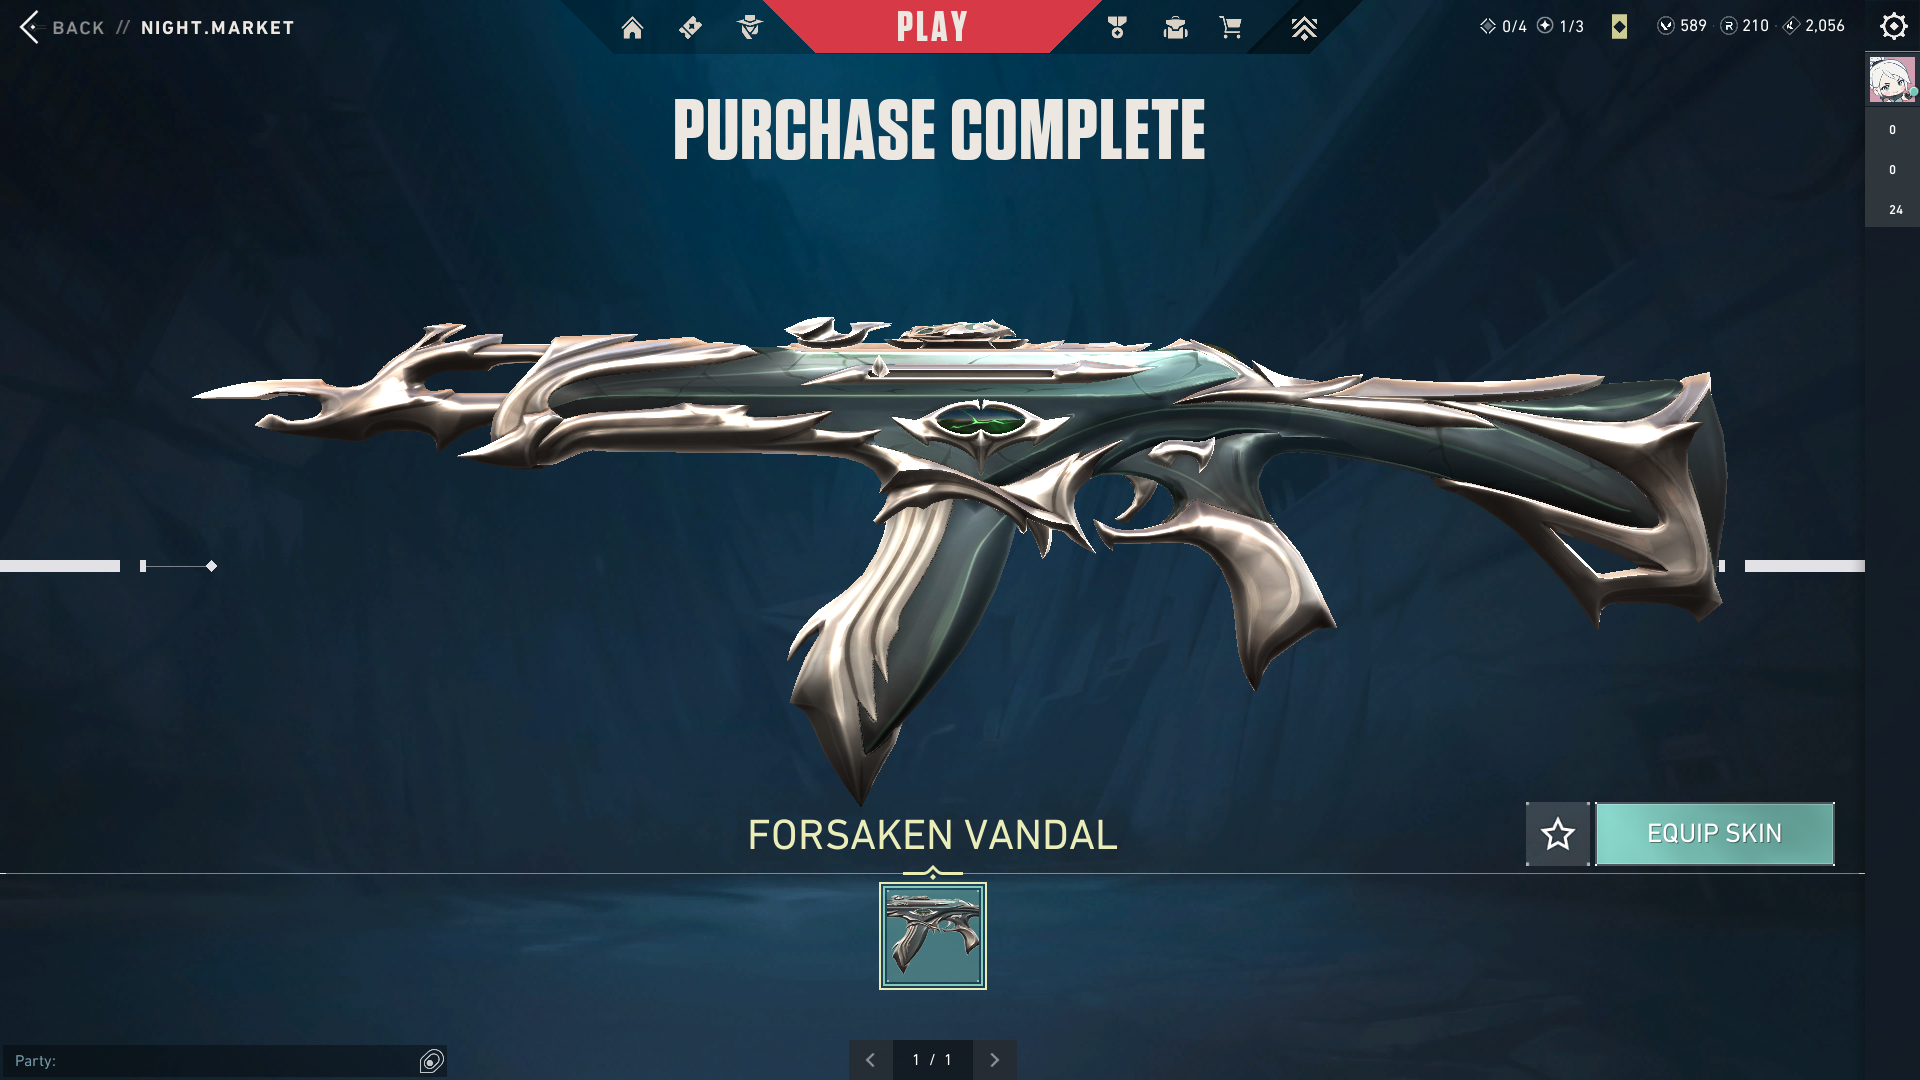 BACK // NIGHT.MARKET
PLAY
0/4 1/3 589 R 210 2,056
PURCHASE COMPLETE
0
0
24
FORSAKEN VANDAL
EQUIP SKIN
Party:
1 / 1